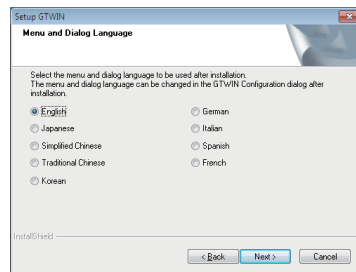 Setup GTWIN
Menu and Dialog Language
Select the menu and dialog language to be used after installation.
The menu and dialog language can be changed in the GTWIN Configuration dialog after
installation.
English
German
Japanese
Italian
Simplified Chinese
Spanish
Traditional Chinese
French
Korean
InstallShield
< Back
Next >
Cancel